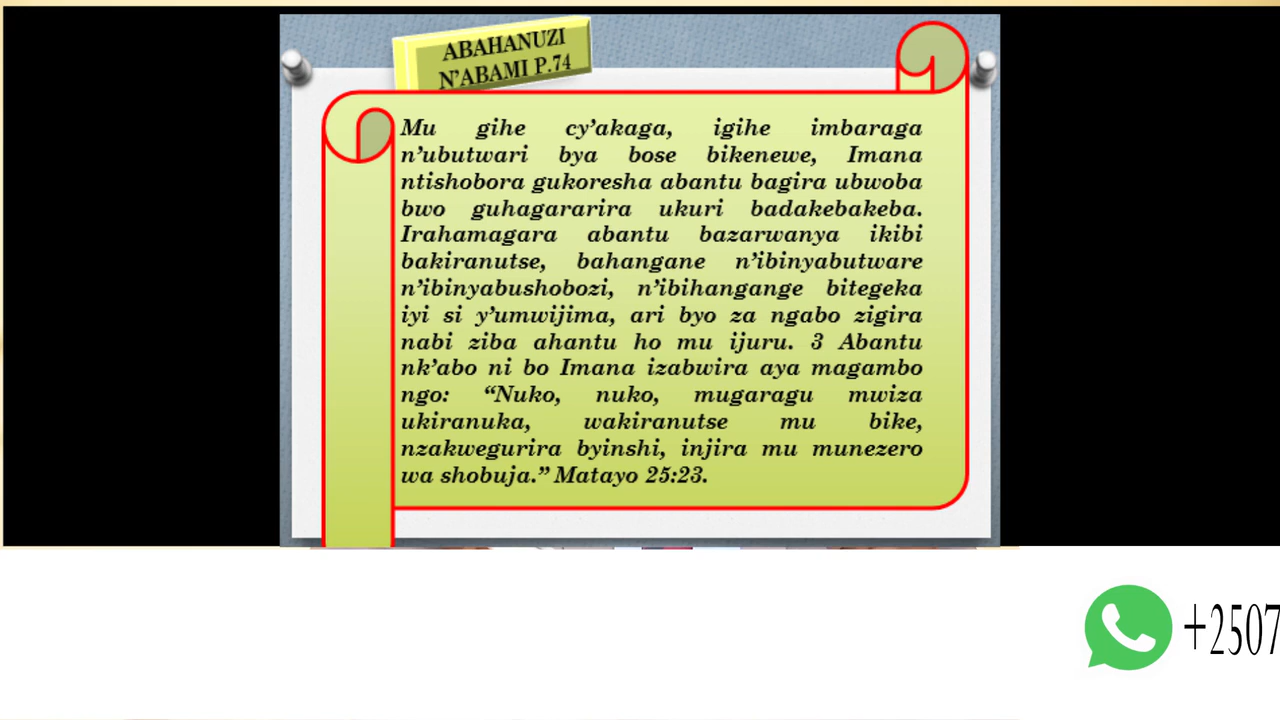 ABAHANUZI
N'ABAMI P.74
Mu gihe cy'akaga, igihe imbaraga
n'ubutwari bya bose bikenewe, Imana
ntishobora gukoresha abantu bagira ubwoba
bwo guhagararira ukuri badakebakeba.
Irahamagara abantu bazarwanya ikibi
bakiranutse, bahangane n'ibinyabutware
n'ibinyabushobozi, n'ibihangange bitegeka
iyi si y'umwijima, ari byo za ngabo zigira
nabi ziba ahantu ho mu ijuru. 3 Abantu
nk'abo ni bo Imana izabwira aya magambo
ngo: “Nuko, nuko, mugaragu mwiza
ukiranuka, wakiranutse mu bike,
nzakwegurira byinshi, injira mu munezero
wa shobuja.” Matayo 25:23.
+2507